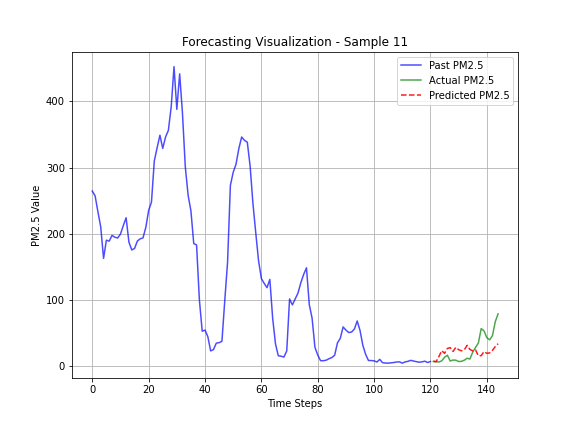 Forecasting Visualization - Sample 11
Past PM2.5
Actual PM2.5
Predicted PM2.5
PM2.5 Value
400
300
200
100
0
0 20 40 60 80 100 120 140
Time Steps